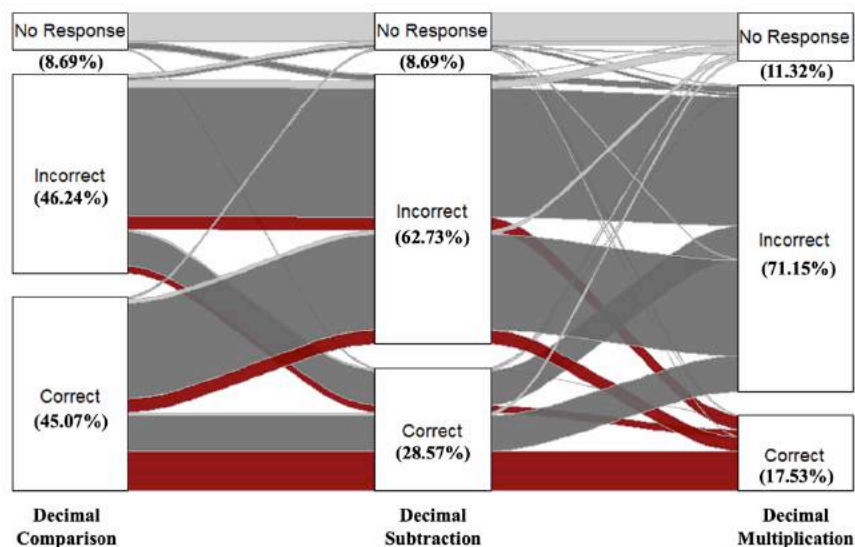 No Response
(8.69%)
Incorrect
(46.24%)
Correct
(45.07%)
Decimal
Comparison
No Response
(8.69%)
Incorrect
(62.73%)
Correct
(28.57%)
Decimal
Subtraction
No Response
(11.32%)
Incorrect
(71.15%)
Correct
(17.53%)
Decimal
Multiplication